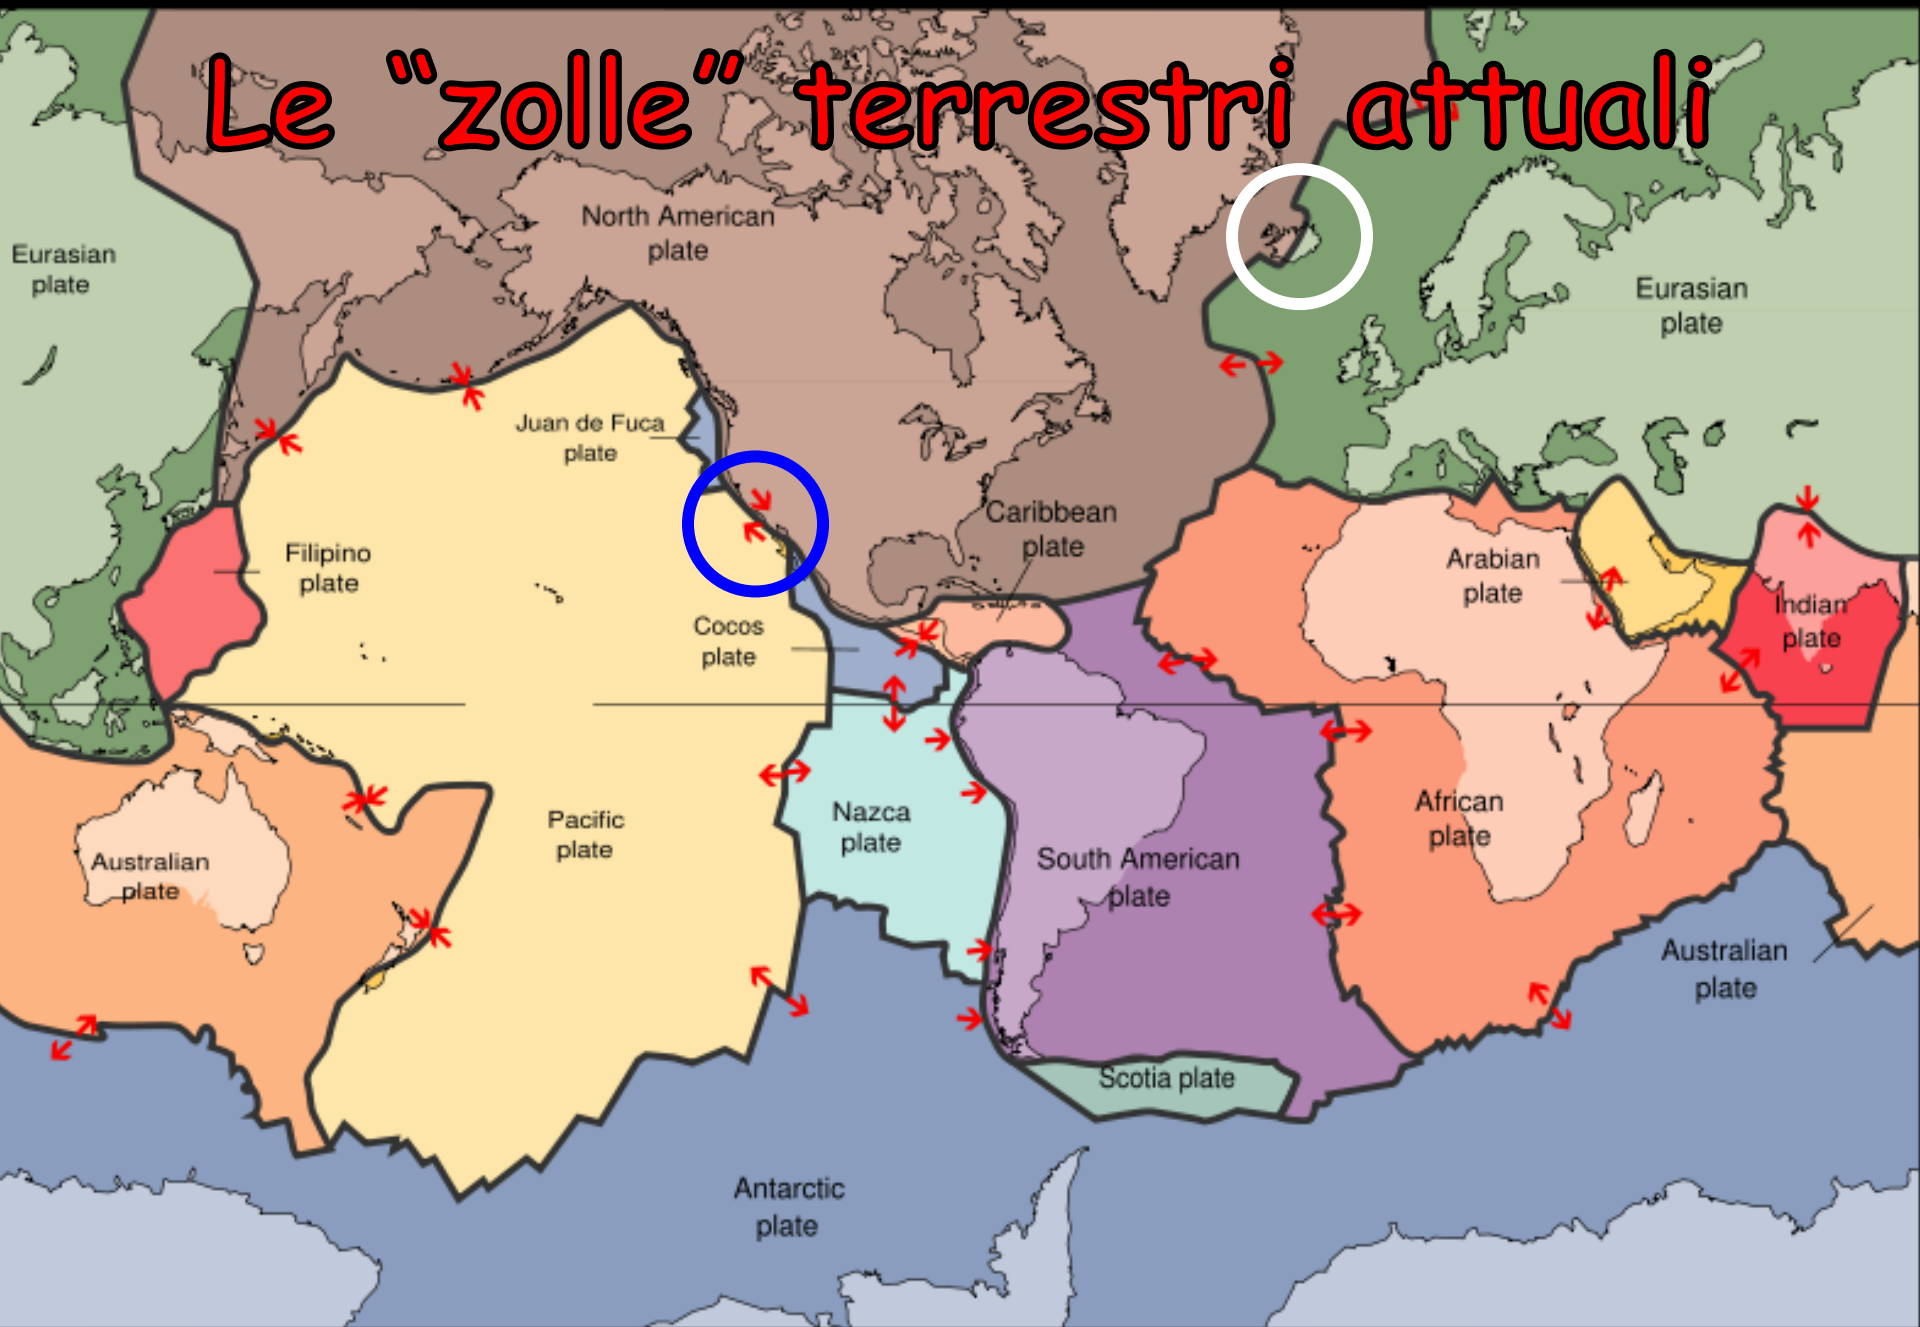 Le “zolle” terrestri attuali
North American
plate
Eurasian
plate
Eurasian
plate
Juan de Fuca
plate
Caribbean
plate
Filipino
plate
Arabian
plate
Indian
plate
Cocos
plate
Pacific
plate
Nazca
plate
African
plate
Australian
plate
South American
plate
Australian
plate
Scotia plate
Antarctic
plate